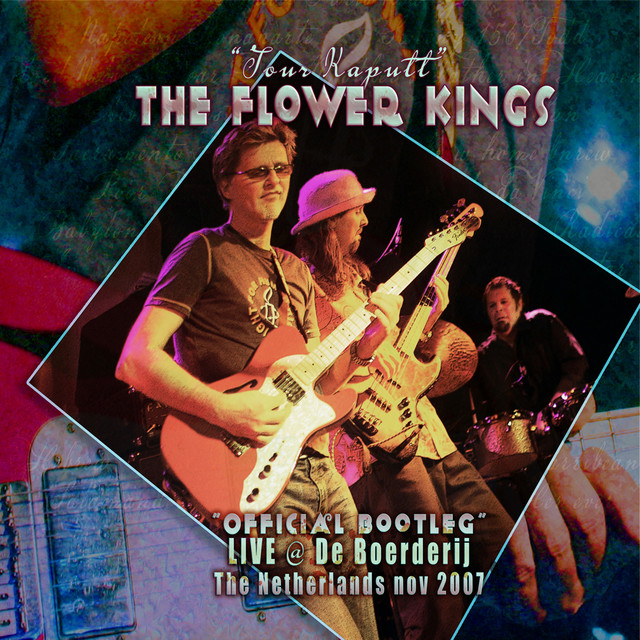 "Tour Kaputt"
THE FLOWER KINGS
"OFFICIAL BOOTLEG"
LIVE @ De Boerderij
The Netherlands nov 2007